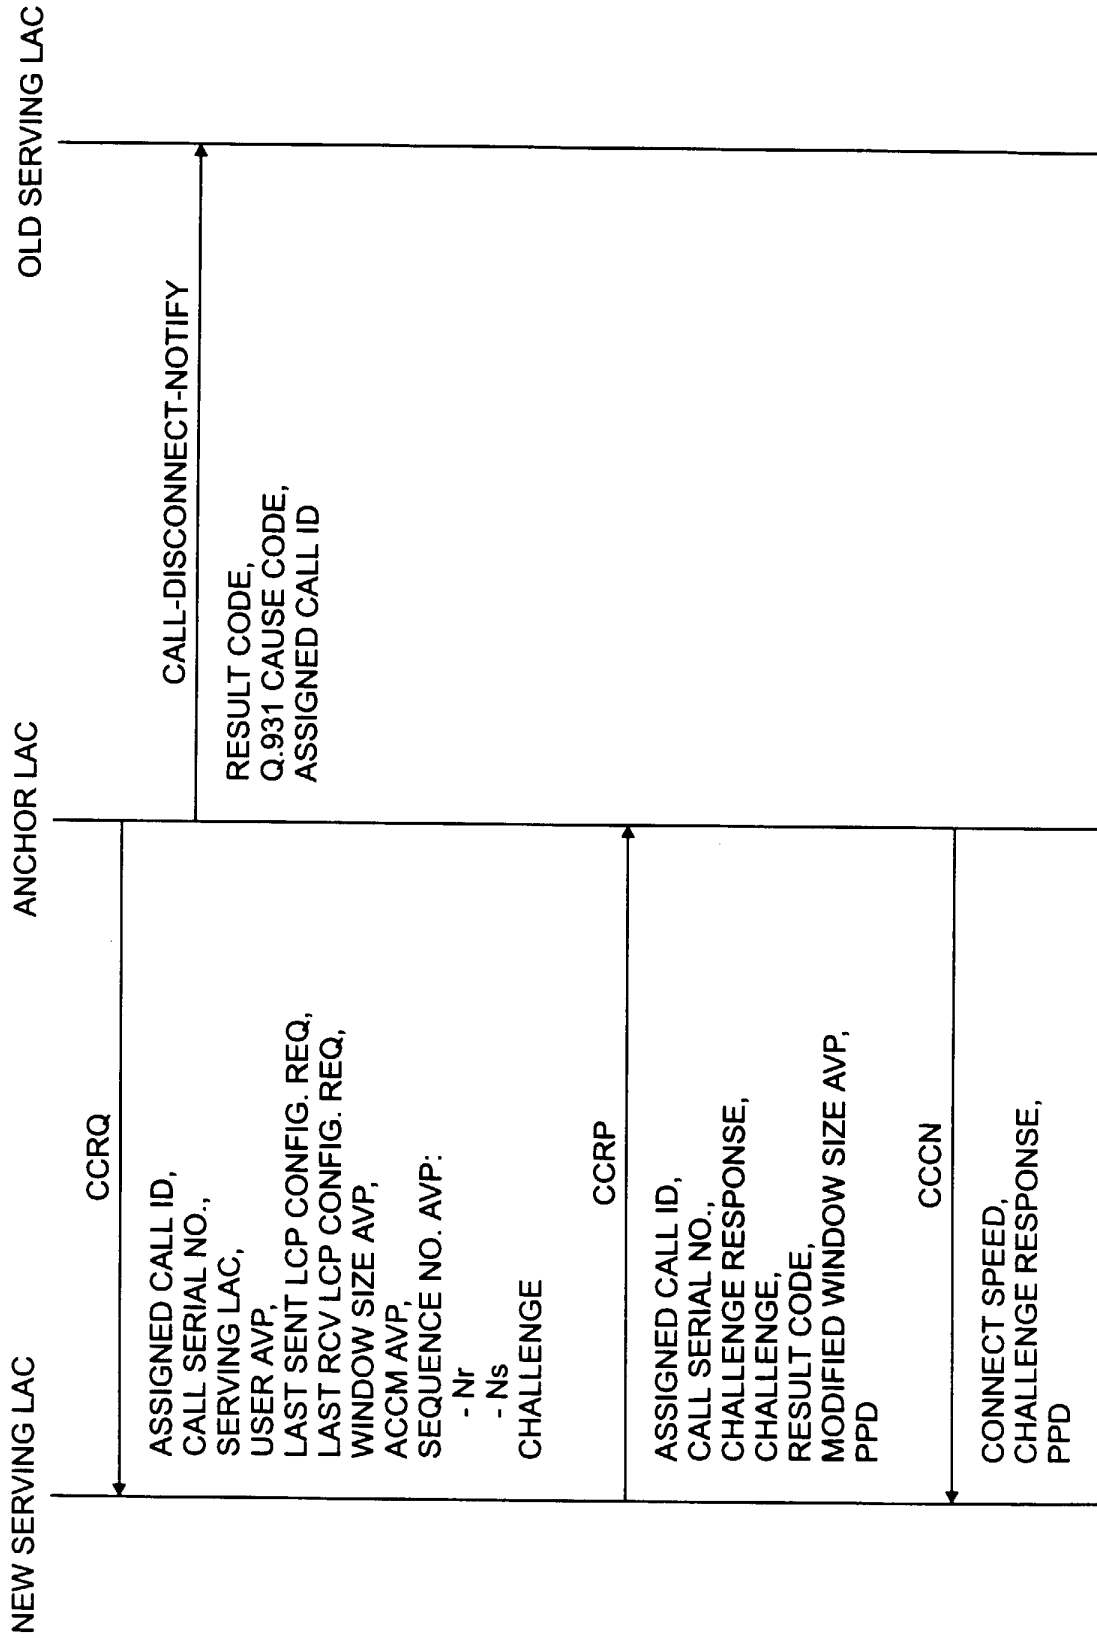 NEW SERVING LAC
ANCHOR LAC
OLD SERVING LAC
CCRQ
CALL-DISCONNECT-NOTIFY
ASSIGNED CALL ID,
CALL SERIAL NO.,
SERVING LAC,
USER AVP,
LAST SENT LCP CONFIG. REQ,
LAST RCV LCP CONFIG. REQ,
WINDOW SIZE AVP,
ACCM AVP,
SEQUENCE NO. AVP:
- Nr
- Ns
CHALLENGE
RESULT CODE,
Q.931 CAUSE CODE,
ASSIGNED CALL ID
CCRP
ASSIGNED CALL ID,
CALL SERIAL NO.,
CHALLENGE RESPONSE,
CHALLENGE,
RESULT CODE,
MODIFIED WINDOW SIZE AVP,
PPD
CCCN
CONNECT SPEED,
CHALLENGE RESPONSE,
PPD